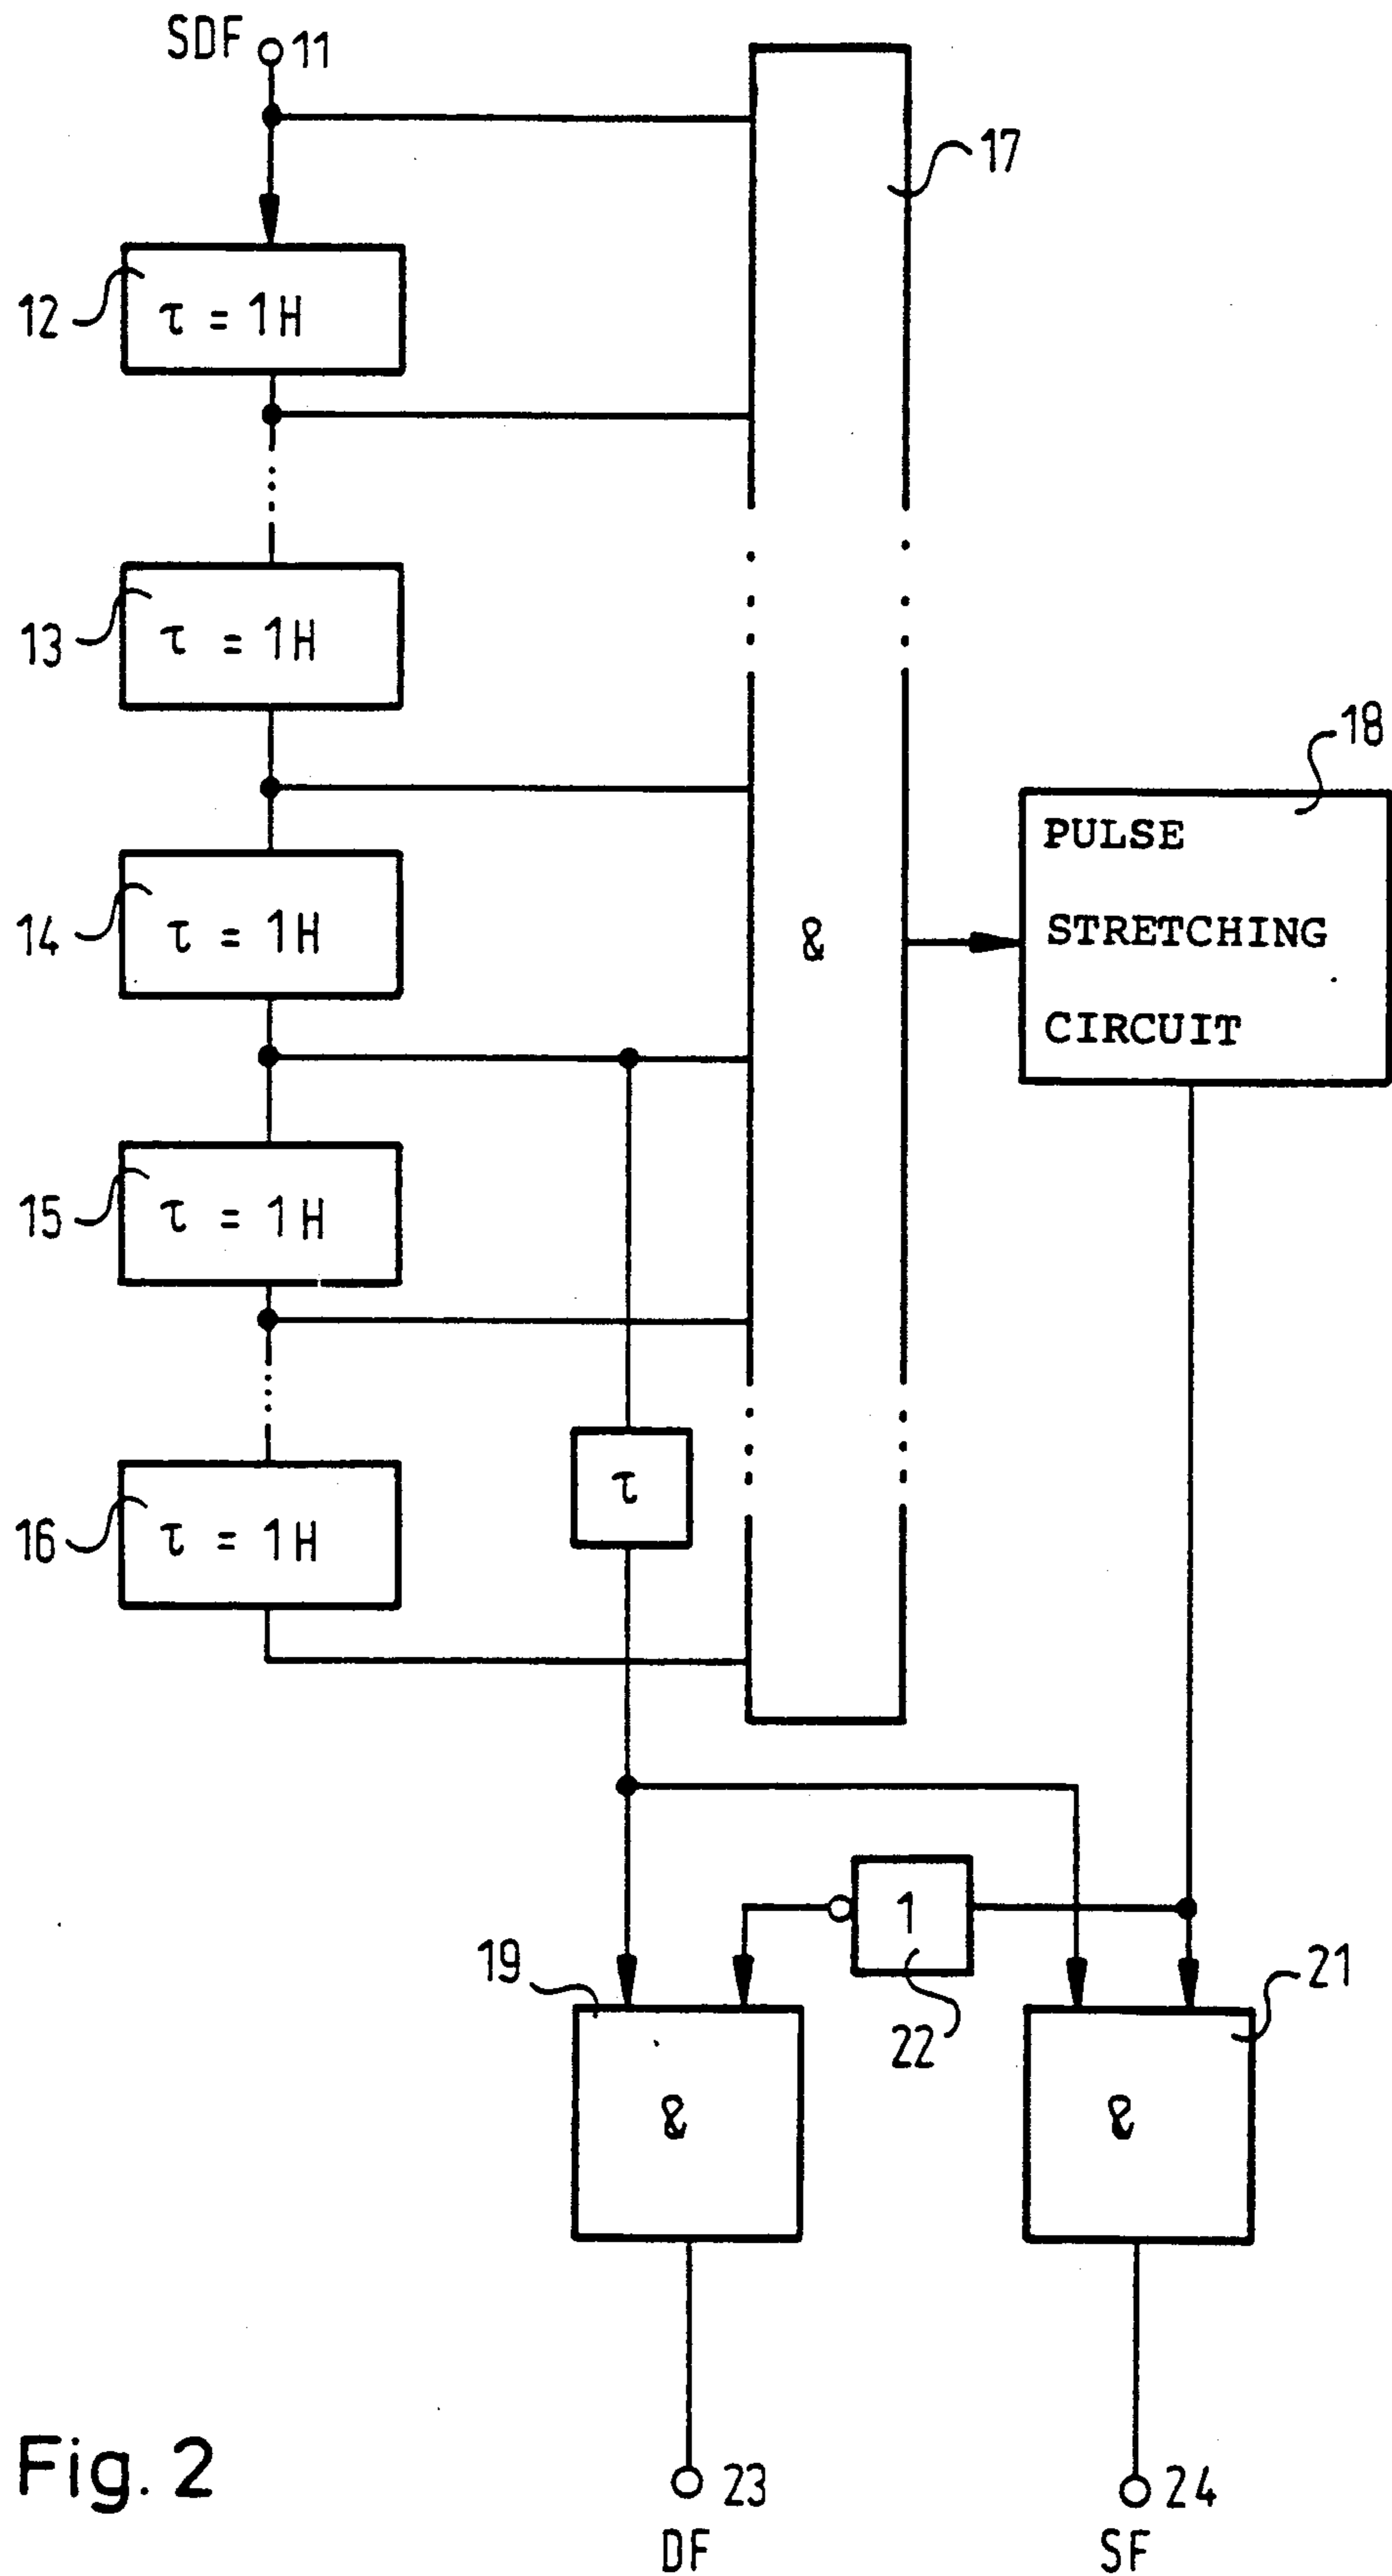 SDF 11
17
12 τ = 1H
13 τ = 1H
18
PULSE
STRETCHING
CIRCUIT
14 τ = 1H
&
15 τ = 1H
τ
16 τ = 1H
1
19
22
21
&
&
Fig. 2
23
24
DF
SF